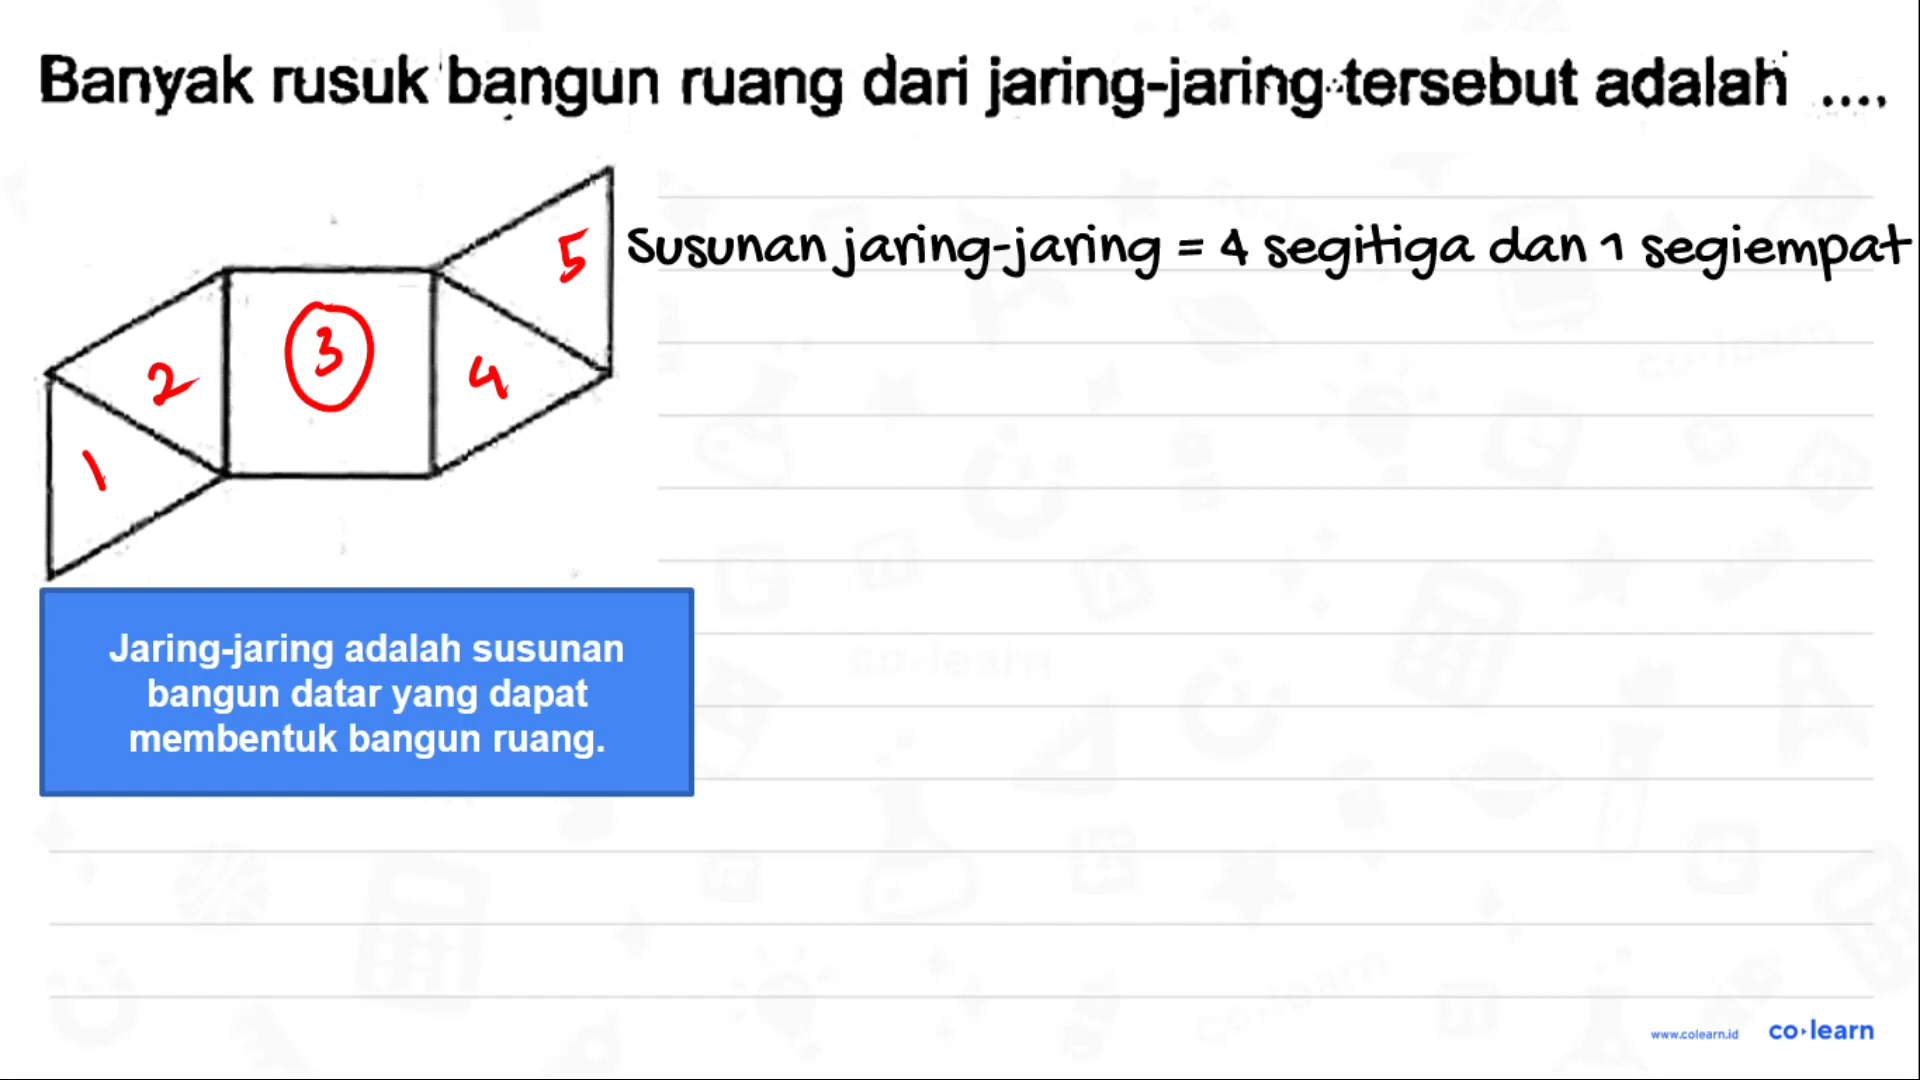 Banyak rusuk bangun ruang dari jaring-jaring tersebut adalah ....
5
Susunan jaring-jaring = 4 segitiga dan 1 segiempat
3
2
4
1
Jaring-jaring adalah susunan
bangun datar yang dapat
membentuk bangun ruang.
www.colearn.id
co·learn